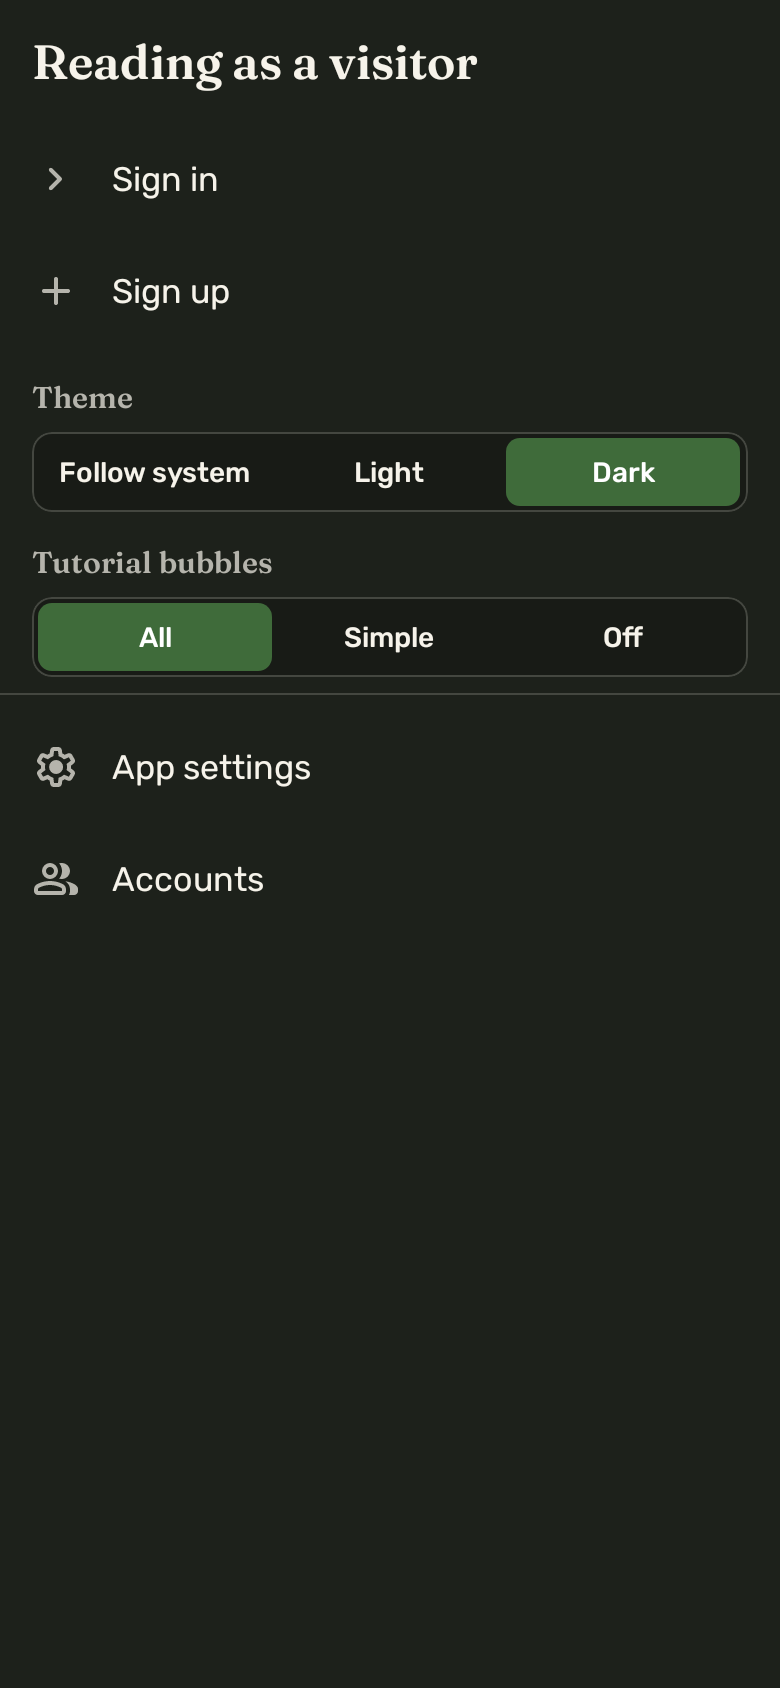 Reading as a visitor
Sign in
Sign up
Theme
Follow system Light Dark
Tutorial bubbles
All Simple Off
App settings
Accounts